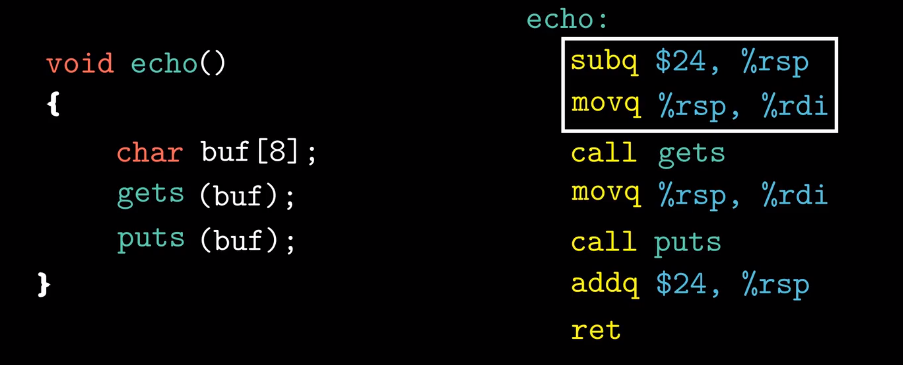 void echo()
{
char buf[8];
gets (buf);
puts (buf);
}
echo:
subq $24, %rsp
movq %rsp, %rdi
call gets
movq %rsp, %rdi
call puts
addq $24, %rsp
ret